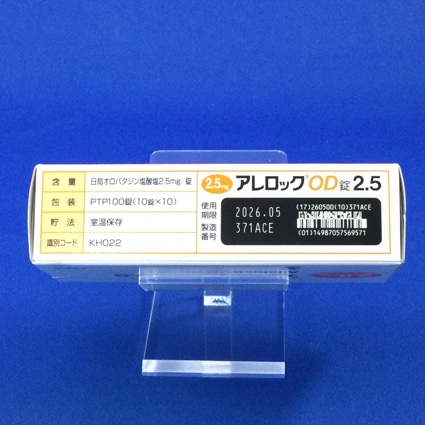 含 量 日局オロパタジン塩酸塩2.5mg/錠
包 装 PTP100錠(10錠×10)
貯 法 室温保存
識別コード KH022
2.5mg アレロック OD錠 2.5
使用期限 2026.05
製造番号 371ACE
(17)260500(10)371ACE
(01)14987057569571